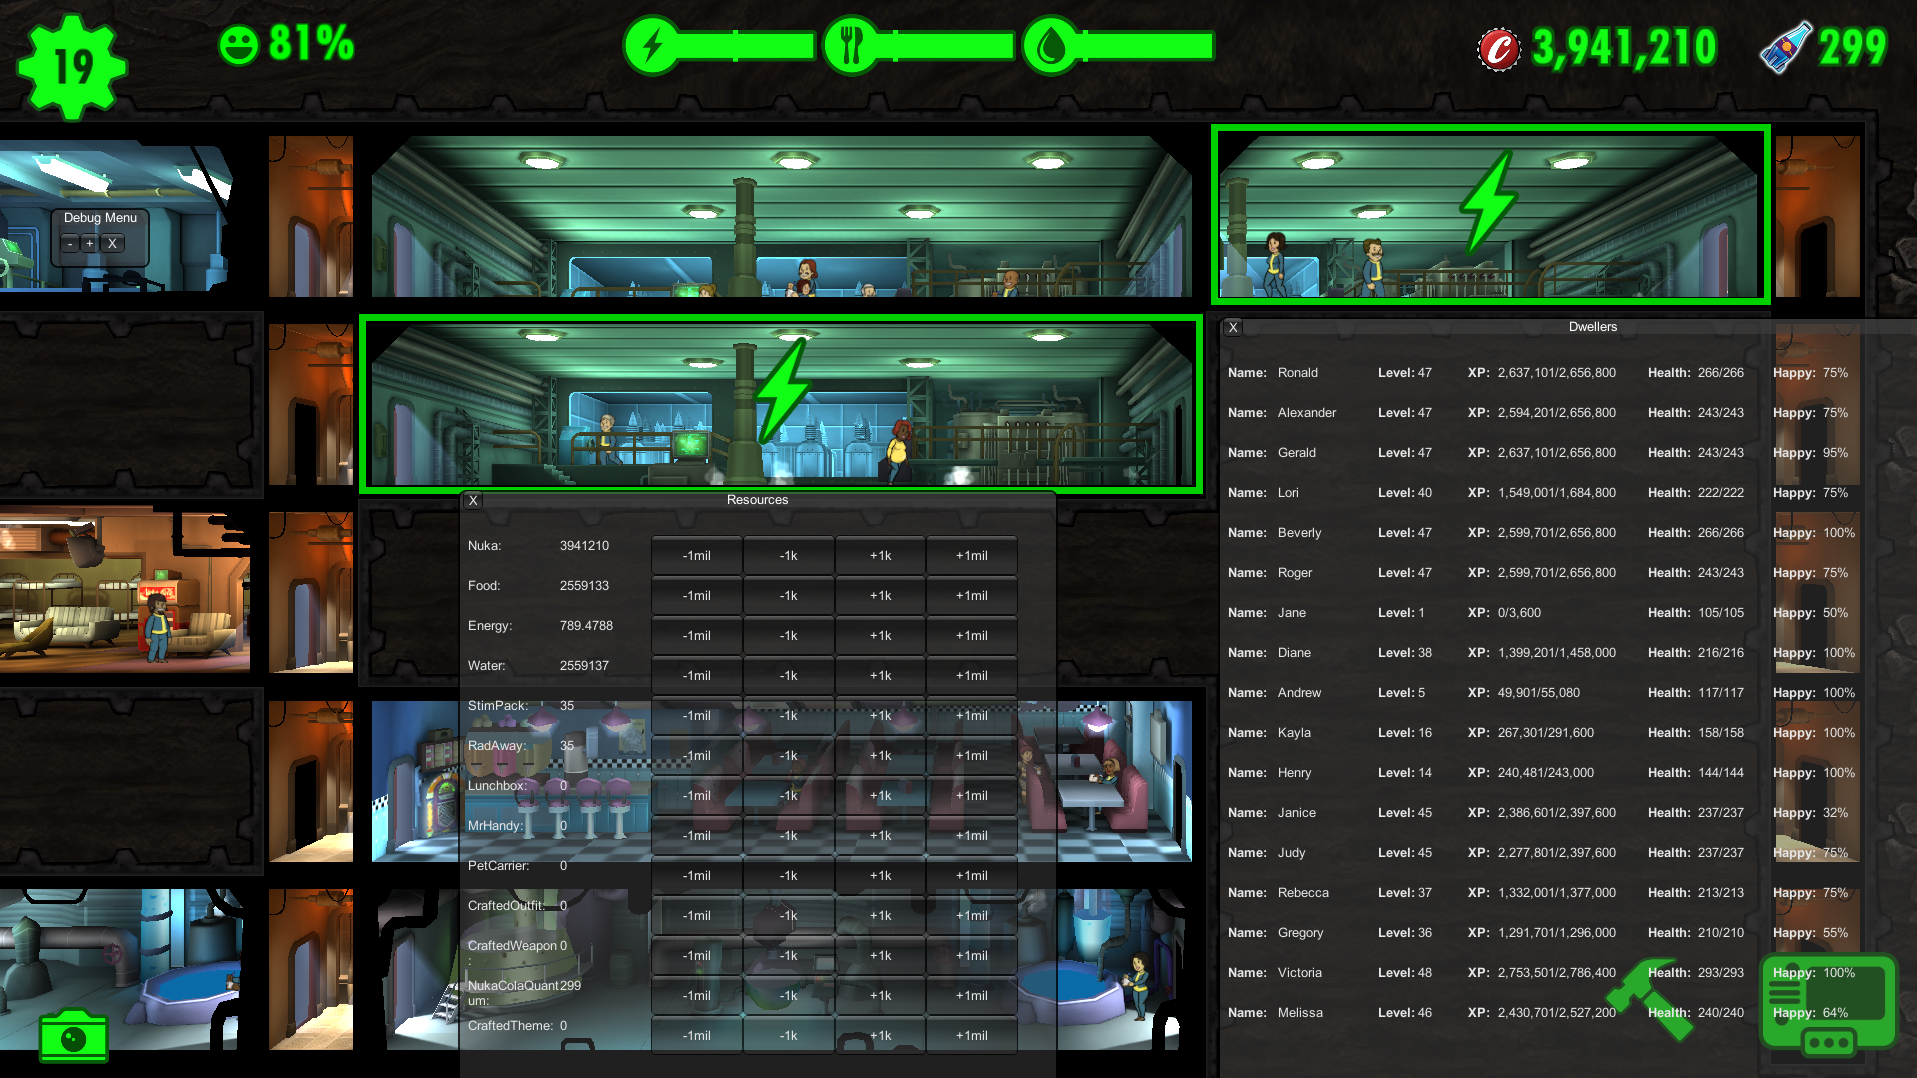 19
81%
3,941,210
299
Debug Menu
- + X
X Resources
Nuka: 3941210 -1mil -1k +1k +1mil
Food: 2559133 -1mil -1k +1k +1mil
Energy: 789.4788 -1mil -1k +1k +1mil
Water: 2559137 -1mil -1k +1k +1mil
StimPack: 35 -1mil -1k +1k +1mil
RadAway: 35 -1mil -1k +1k +1mil
Lunchbox: 0 -1mil -1k +1k +1mil
MrHandy: 0 -1mil -1k +1k +1mil
PetCarrier: 0 -1mil -1k +1k +1mil
CraftedOutfit: 0 -1mil -1k +1k +1mil
CraftedWeapon 0 -1mil -1k +1k +1mil
:
NukaColaQuant 299 -1mil -1k +1k +1mil
um:
CraftedTheme: 0 -1mil -1k +1k +1mil
X Dwellers
Name: Ronald Level: 47 XP: 2,637,101/2,656,800 Health: 266/266 Happy: 75%
Name: Alexander Level: 47 XP: 2,594,201/2,656,800 Health: 243/243 Happy: 75%
Name: Gerald Level: 47 XP: 2,637,101/2,656,800 Health: 243/243 Happy: 95%
Name: Lori Level: 40 XP: 1,549,001/1,684,800 Health: 222/222 Happy: 75%
Name: Beverly Level: 47 XP: 2,599,701/2,656,800 Health: 266/266 Happy: 100%
Name: Roger Level: 47 XP: 2,599,701/2,656,800 Health: 243/243 Happy: 75%
Name: Jane Level: 1 XP: 0/3,600 Health: 105/105 Happy: 50%
Name: Diane Level: 38 XP: 1,399,201/1,458,000 Health: 216/216 Happy: 100%
Name: Andrew Level: 5 XP: 49,901/55,080 Health: 117/117 Happy: 100%
Name: Kayla Level: 16 XP: 267,301/291,600 Health: 158/158 Happy: 100%
Name: Henry Level: 14 XP: 240,481/243,000 Health: 144/144 Happy: 100%
Name: Janice Level: 45 XP: 2,386,601/2,397,600 Health: 237/237 Happy: 32%
Name: Judy Level: 45 XP: 2,277,801/2,397,600 Health: 237/237 Happy: 75%
Name: Rebecca Level: 37 XP: 1,332,001/1,377,000 Health: 213/213 Happy: 75%
Name: Gregory Level: 36 XP: 1,291,701/1,296,000 Health: 210/210 Happy: 55%
Name: Victoria Level: 48 XP: 2,753,501/2,786,400 Health: 293/293 Happy: 100%
Name: Melissa Level: 46 XP: 2,430,701/2,527,200 Health: 240/240 Happy: 64%